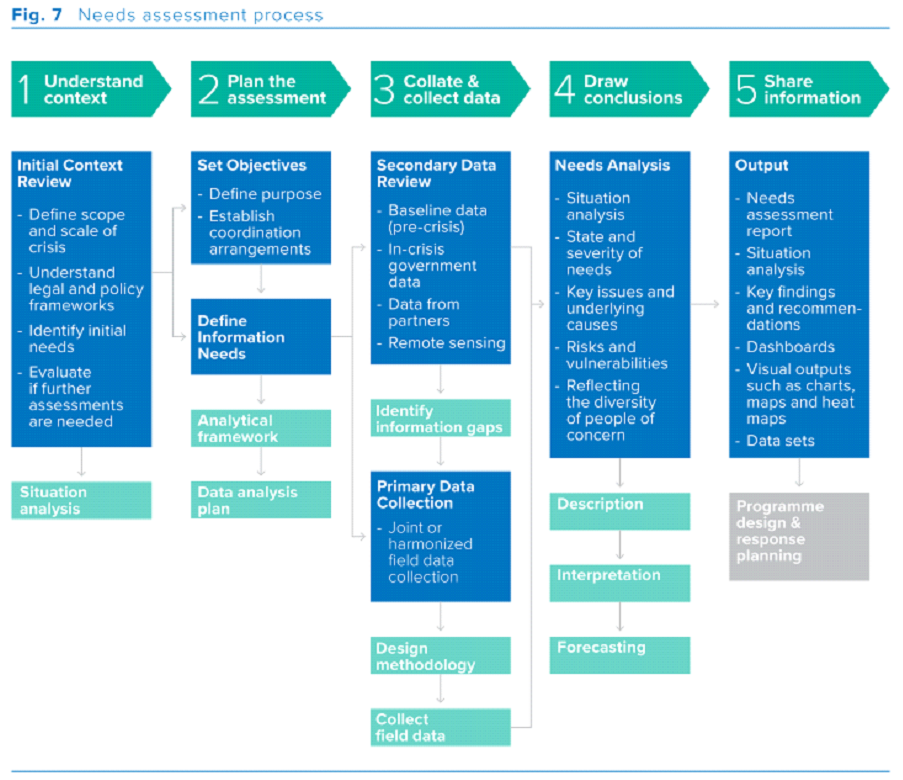 Fig. 7 Needs assessment process
1 Understand
context
2 Plan the
assessment
3 Collate &
collect data
4 Draw
conclusions
5 Share
information
Initial Context
Review
- Define scope
and scale of
crisis
- Understand
legal and policy
frameworks
- Identify initial
needs
- Evaluate
if further
assessments
are needed
Situation
analysis
Set Objectives
- Define purpose
- Establish
coordination
arrangements
Define
Information
Needs
Analytical
framework
Data analysis
plan
Secondary Data
Review
- Baseline data
(pre-crisis)
- In-crisis
government
data
- Data from
partners
- Remote sensing
Identify
information gaps
Primary Data
Collection
- Joint or
harmonized
field data
collection
Design
methodology
Collect
field data
Needs Analysis
- Situation
analysis
- State and
severity of
needs
- Key issues and
underlying
causes
- Risks and
vulnerabilities
- Reflecting
the diversity
of people of
concern
Description
Interpretation
Forecasting
Output
- Needs
assessment
report
- Situation
analysis
- Key findings
and recommen-
dations
- Dashboards
- Visual outputs
such as charts,
maps and heat
maps
- Data sets
Programme
design &
response
planning